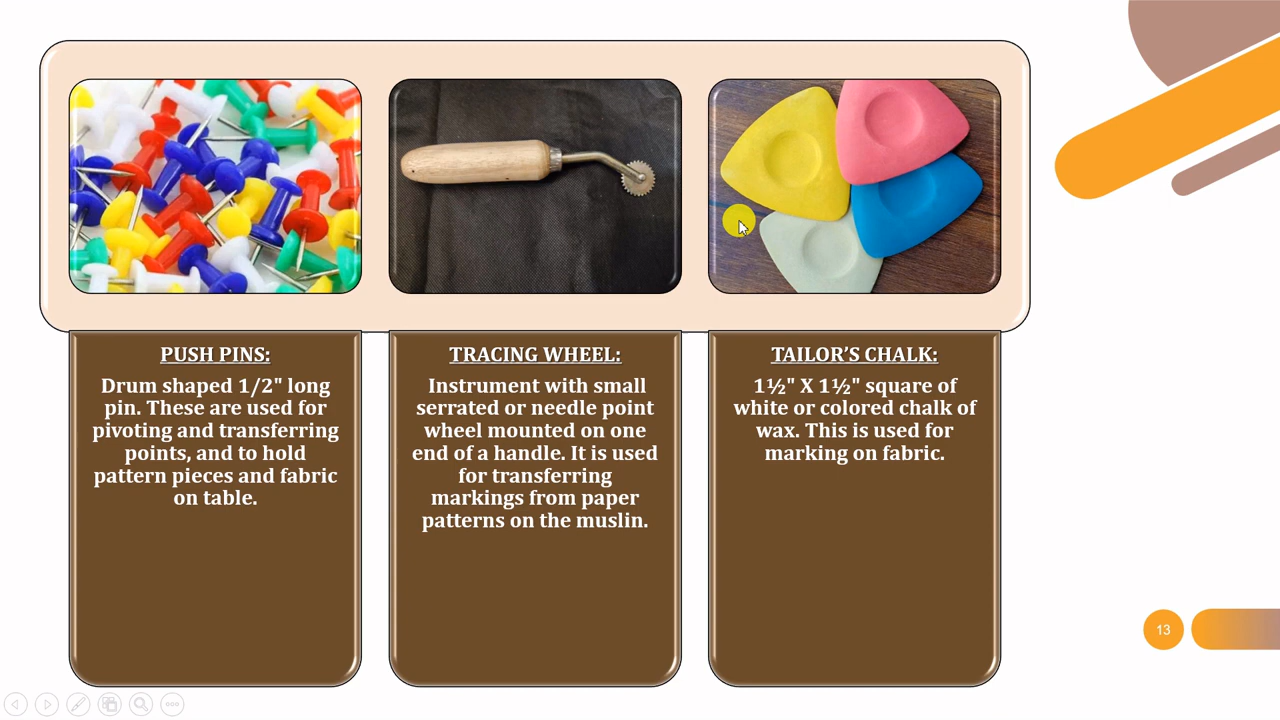 PUSH PINS:
Drum shaped 1/2" long
pin. These are used for
pivoting and transferring
points, and to hold
pattern pieces and fabric
on table.
TRACING WHEEL:
Instrument with small
serrated or needle point
wheel mounted on one
end of a handle. It is used
for transferring
markings from paper
patterns on the muslin.
TAILOR’S CHALK:
1½" X 1½" square of
white or colored chalk of
wax. This is used for
marking on fabric.
13